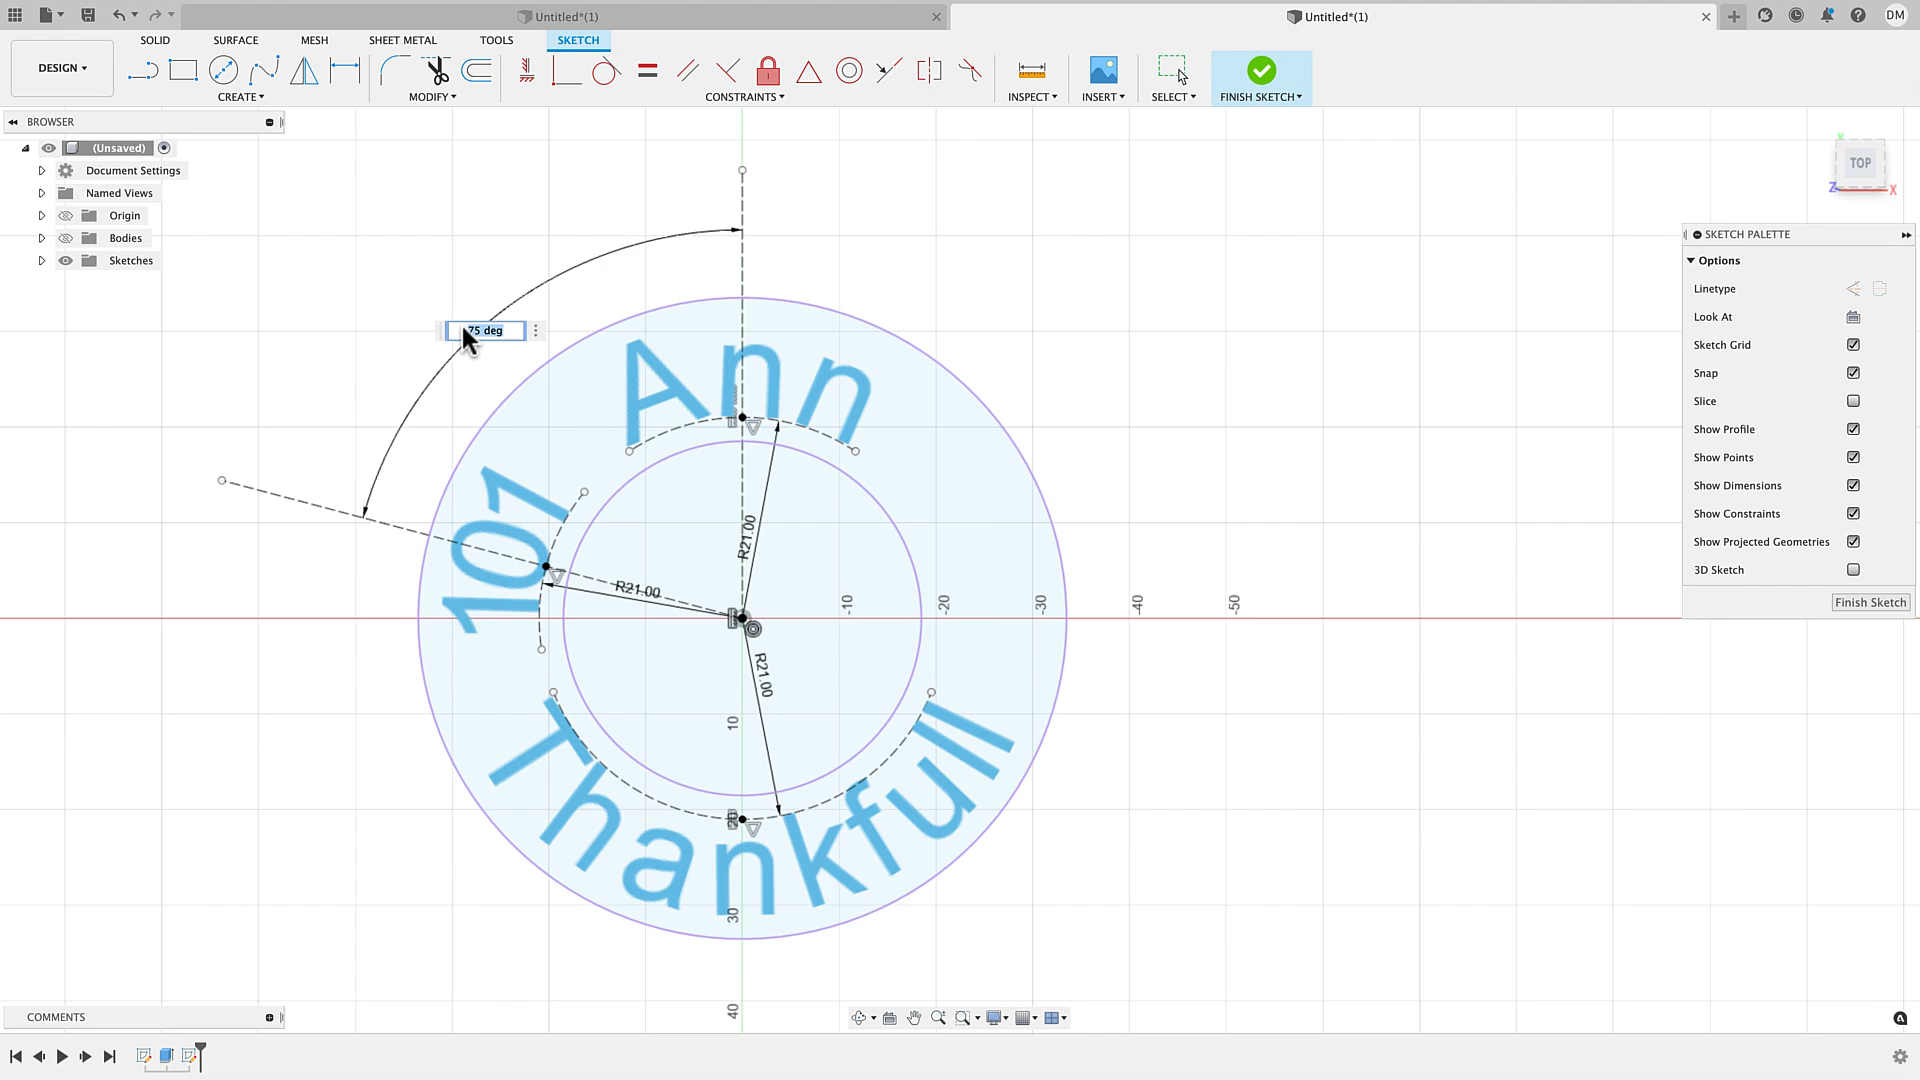 Untitled*(1)
Untitled*(1)
DM
DESIGN
SOLID
SURFACE
MESH
SHEET METAL
TOOLS
SKETCH
CREATE
MODIFY
CONSTRAINTS
INSPECT
INSERT
SELECT
FINISH SKETCH
BROWSER
(Unsaved)
Document Settings
Named Views
Origin
Bodies
Sketches
TOP
X
Y
Z
SKETCH PALETTE
Options
Linetype
Look At
Sketch Grid
Snap
Slice
Show Profile
Show Points
Show Dimensions
Show Constraints
Show Projected Geometries
3D Sketch
Finish Sketch
75 deg
Ann
101
Thankfull
R21.00
R21.00
R21.00
-10
-20
-30
-40
-50
10
20
30
40
COMMENTS